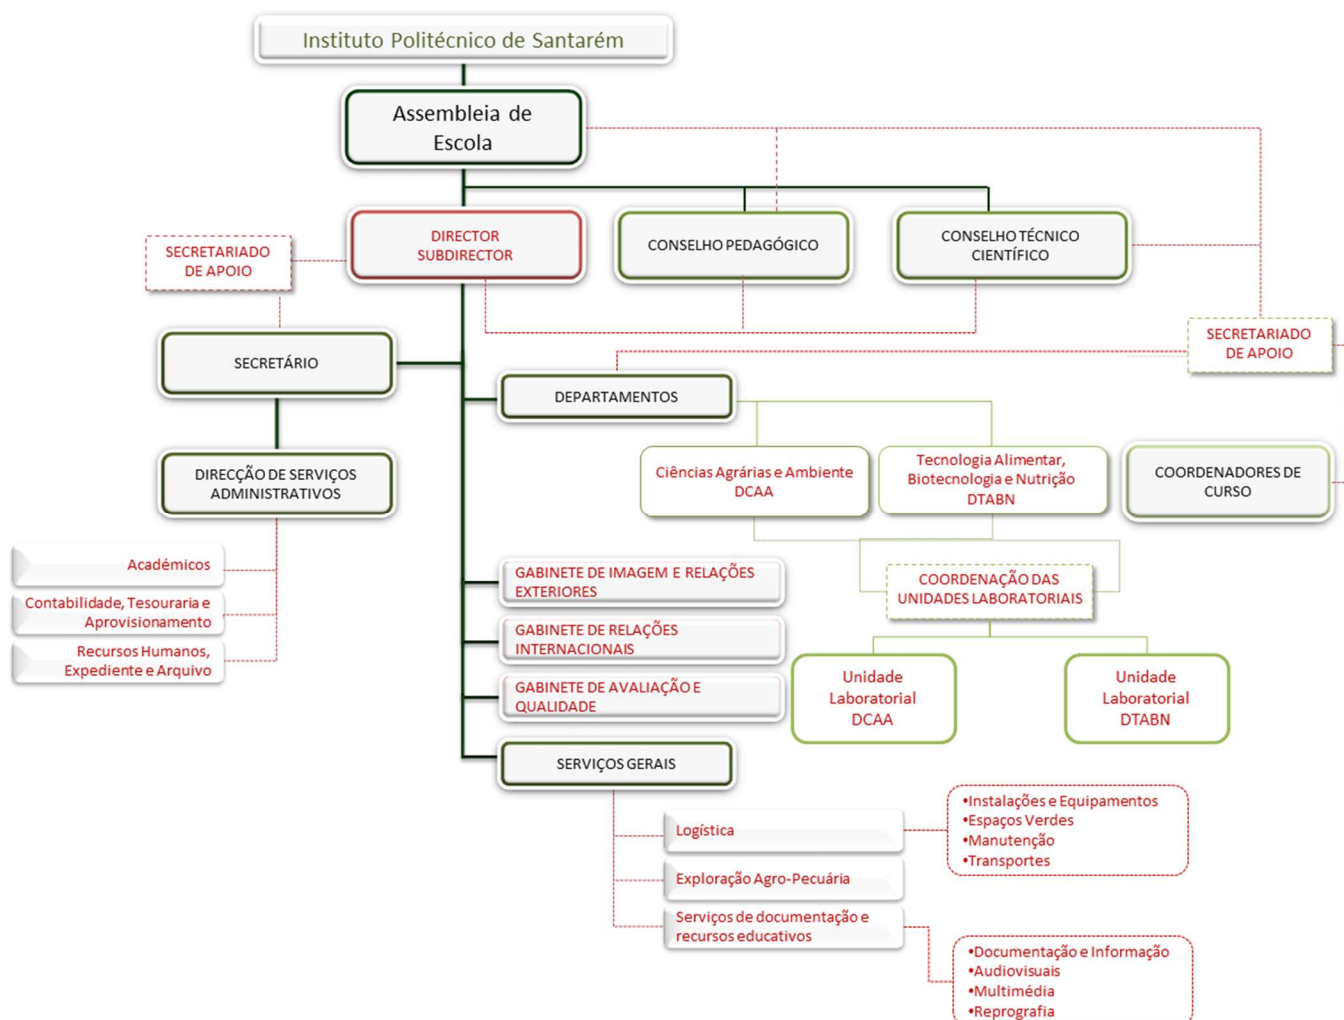 Instituto Politécnico de Santarém
Assembleia de
Escola
DIRECTOR
SUBDIRECTOR
CONSELHO PEDAGÓGICO
CONSELHO TÉCNICO
CIENTÍFICO
SECRETARIADO
DE APOIO
SECRETARIADO
DE APOIO
SECRETÁRIO
DEPARTAMENTOS
DIRECÇÃO DE SERVIÇOS
ADMINISTRATIVOS
Ciências Agrárias e Ambiente
DCAA
Tecnologia Alimentar,
Biotecnologia e Nutrição
DTABN
COORDENADORES DE
CURSO
Académicos
Contabilidade, Tesouraria e
Aprovisionamento
Recursos Humanos,
Expediente e Arquivo
GABINETE DE IMAGEM E RELAÇÕES
EXTERIORES
GABINETE DE RELAÇÕES
INTERNACIONAIS
GABINETE DE AVALIAÇÃO E
QUALIDADE
COORDENAÇÃO DAS
UNIDADES LABORATORIAIS
Unidade
Laboratorial
DCAA
Unidade
Laboratorial
DTABN
SERVIÇOS GERAIS
Logística
•Instalações e Equipamentos
•Espaços Verdes
•Manutenção
•Transportes
Exploração Agro-Pecuária
Serviços de documentação e
recursos educativos
•Documentação e Informação
•Audiovisuais
•Multimédia
•Reprografia